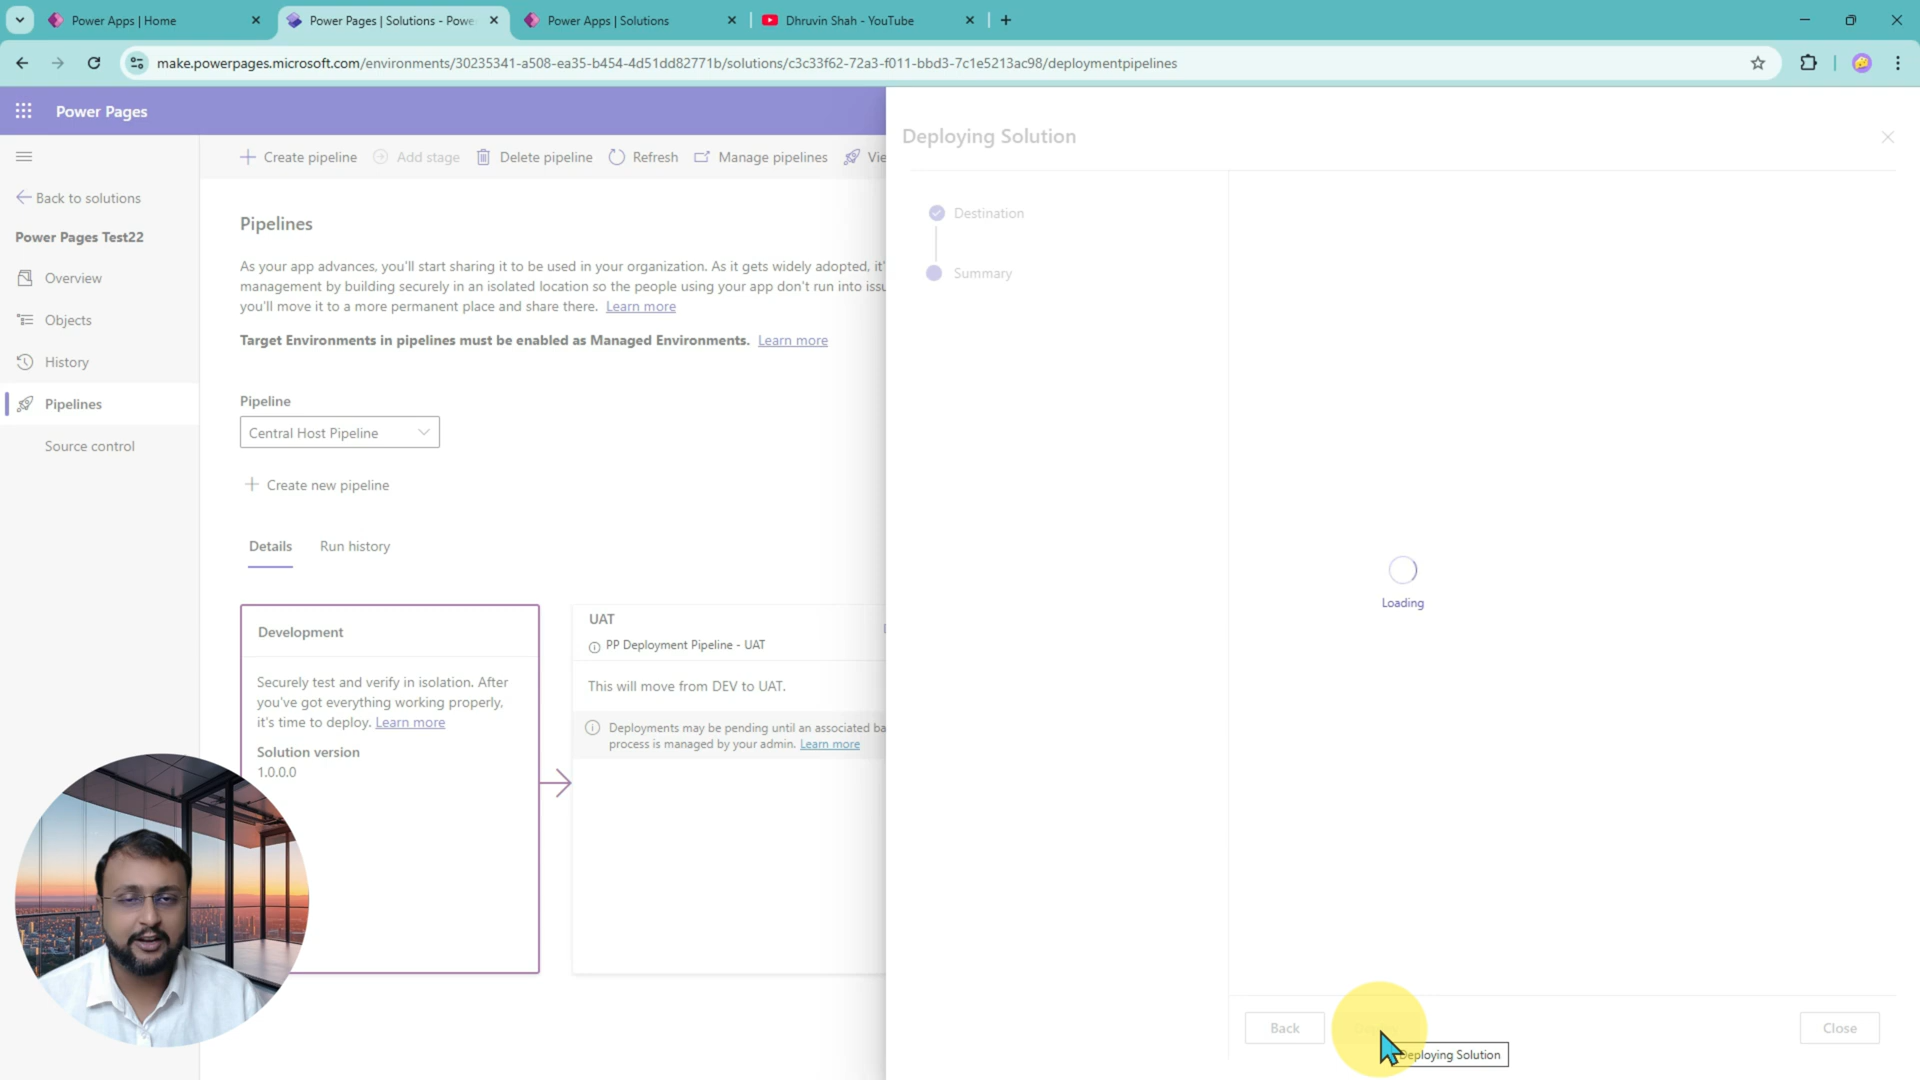 Power Apps | Home
Power Pages | Solutions - Powe
Power Apps | Solutions
Dhruvin Shah - YouTube
make.powerpages.microsoft.com/environments/30235341-a508-ea35-b454-4d51dd82771b/solutions/c3c33f62-72a3-f011-bbd3-7c1e5213ac98/deploymentpipelines
Power Pages
Back to solutions
Power Pages Test22
Overview
Objects
History
Pipelines
Source control
Create pipeline
Add stage
Delete pipeline
Refresh
Manage pipelines
Vie
Pipelines
As your app advances, you'll start sharing it to be used in your organization. As it gets widely adopted, it'
management by building securely in an isolated location so the people using your app don't run into issu
you'll move it to a more permanent place and share there. Learn more
Target Environments in pipelines must be enabled as Managed Environments. Learn more
Pipeline
Central Host Pipeline
Create new pipeline
Details
Run history
Development
Securely test and verify in isolation. After
you've got everything working properly,
it's time to deploy. Learn more
Solution version
1.0.0.0
UAT
PP Deployment Pipeline - UAT
This will move from DEV to UAT.
Deployments may be pending until an associated ba
process is managed by your admin. Learn more
Deploying Solution
Destination
Summary
Loading
Back
Close
Deploying Solution